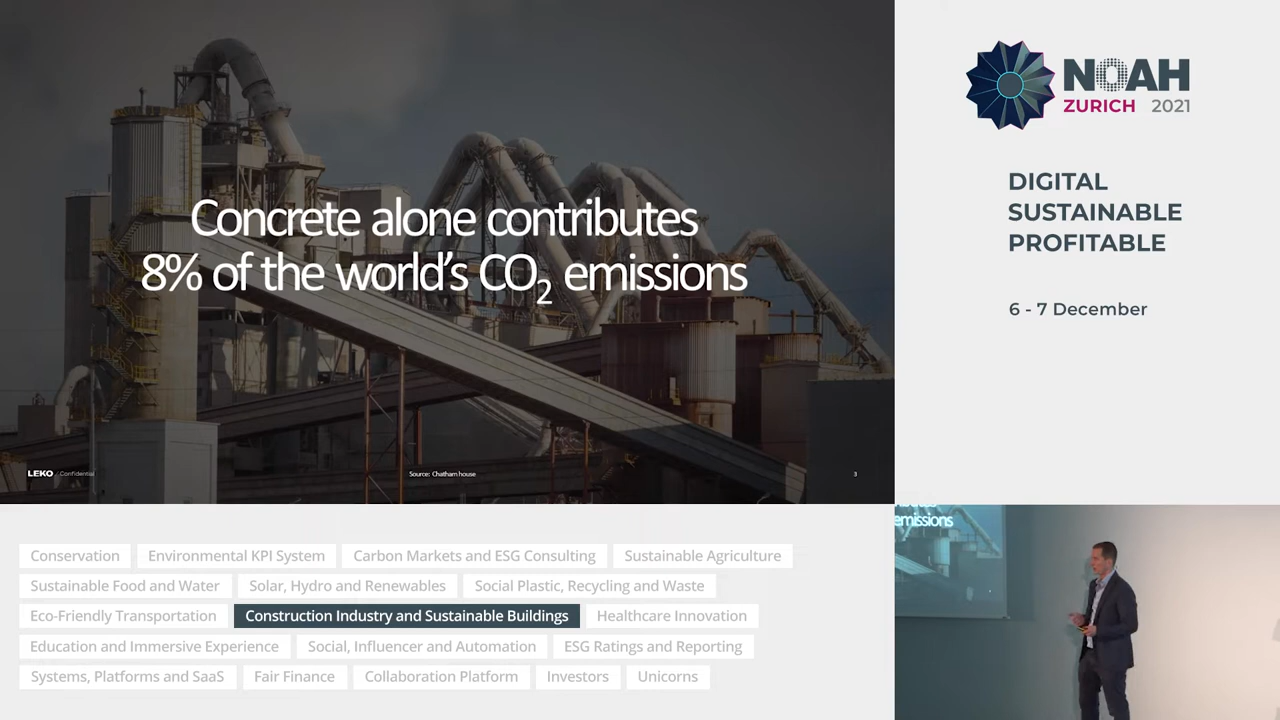 Concrete alone contributes
8% of the world's CO2 emissions
LEKO / Confidential
Source: Chatham house
3
NOAH
ZURICH 2021
DIGITAL
SUSTAINABLE
PROFITABLE
6 - 7 December
emissions
Conservation
Environmental KPI System
Carbon Markets and ESG Consulting
Sustainable Agriculture
Sustainable Food and Water
Solar, Hydro and Renewables
Social Plastic, Recycling and Waste
Eco-Friendly Transportation
Construction Industry and Sustainable Buildings
Healthcare Innovation
Education and Immersive Experience
Social, Influencer and Automation
ESG Ratings and Reporting
Systems, Platforms and SaaS
Fair Finance
Collaboration Platform
Investors
Unicorns